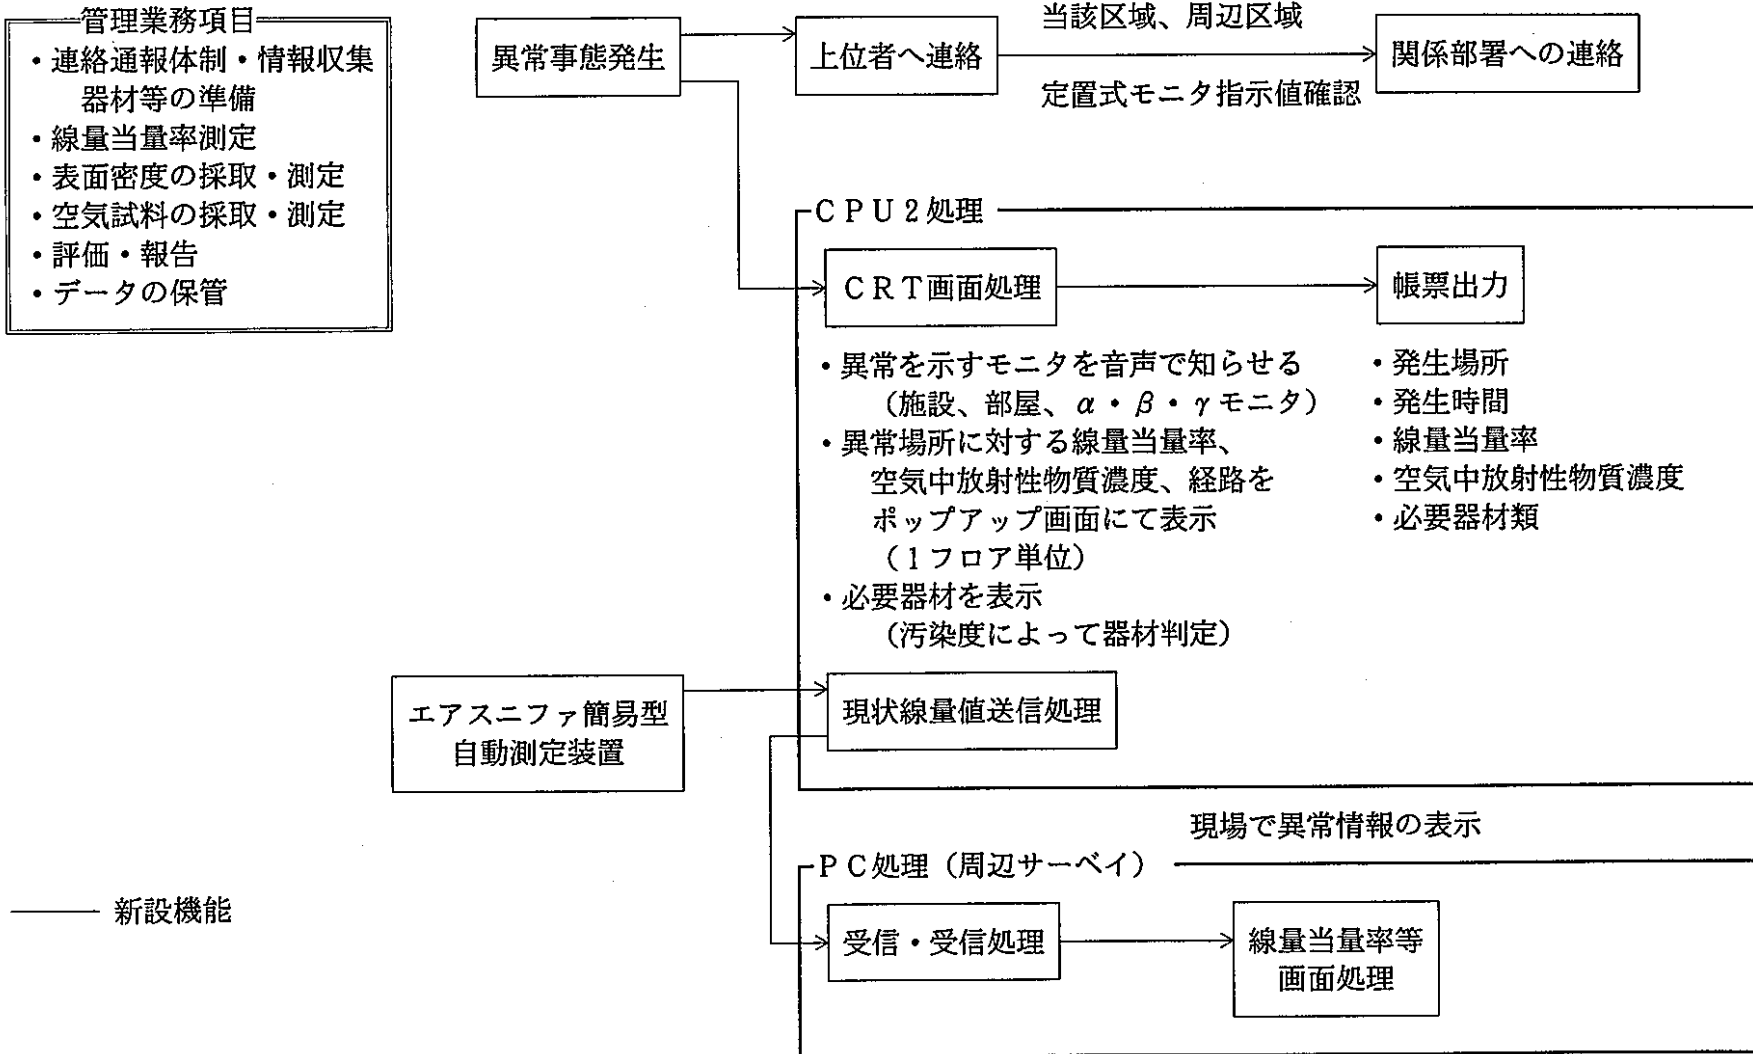 管理業務項目
・連絡通報体制・情報収集
器材等の準備
・線量当量率測定
・表面密度の採取・測定
・空気試料の採取・測定
・評価・報告
・データの保管
異常事態発生
上位者へ連絡
当該区域、周辺区域
定置式モニタ指示値確認
関係部署への連絡
ＣＰＵ２処理
ＣＲＴ画面処理
帳票出力
・異常を示すモニタを音声で知らせる
（施設、部屋、α・β・γモニタ）
・異常場所に対する線量当量率、
空気中放射性物質濃度、経路を
ポップアップ画面にて表示
（１フロア単位）
・必要器材を表示
（汚染度によって器材判定）
・発生場所
・発生時間
・線量当量率
・空気中放射性物質濃度
・必要器材類
エアスニファ簡易型
自動測定装置
現状線量値送信処理
現場で異常情報の表示
ＰＣ処理（周辺サーベイ）
受信・受信処理
線量当量率等
画面処理
新設機能